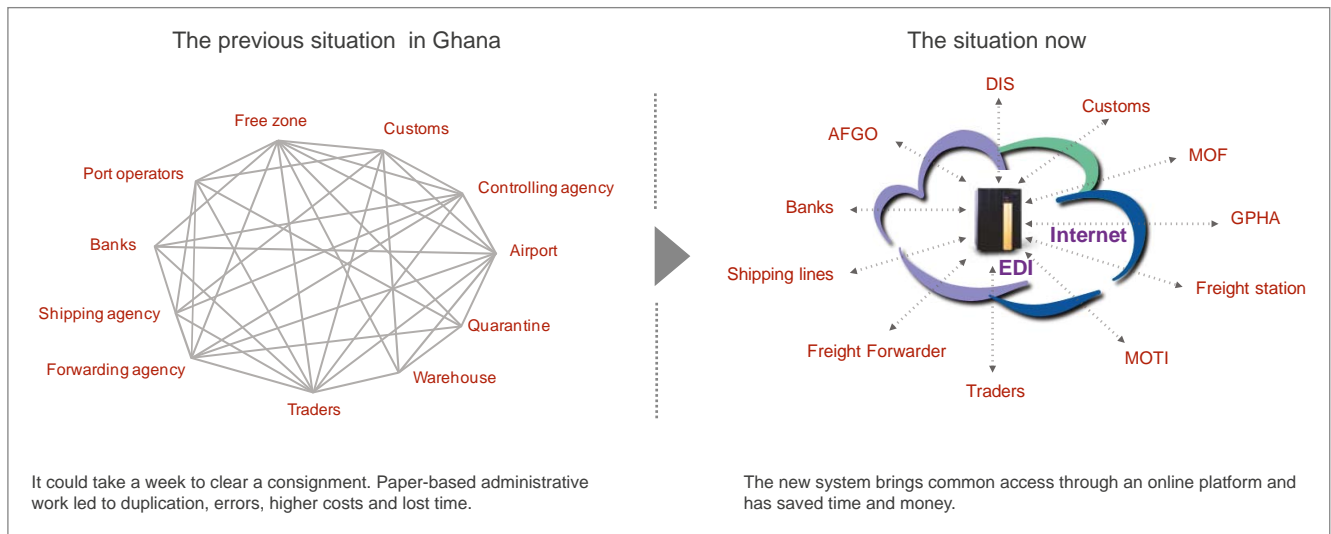 The previous situation in Ghana
Free zone
Customs
Port operators
Controlling agency
Banks
Airport
Shipping agency
Quarantine
Forwarding agency
Warehouse
Traders
It could take a week to clear a consignment. Paper-based administrative
work led to duplication, errors, higher costs and lost time.
The situation now
DIS
Customs
AFGO
MOF
Banks
GPHA
Internet
EDI
Shipping lines
Freight station
Freight Forwarder
MOTI
Traders
The new system brings common access through an online platform and
has saved time and money.